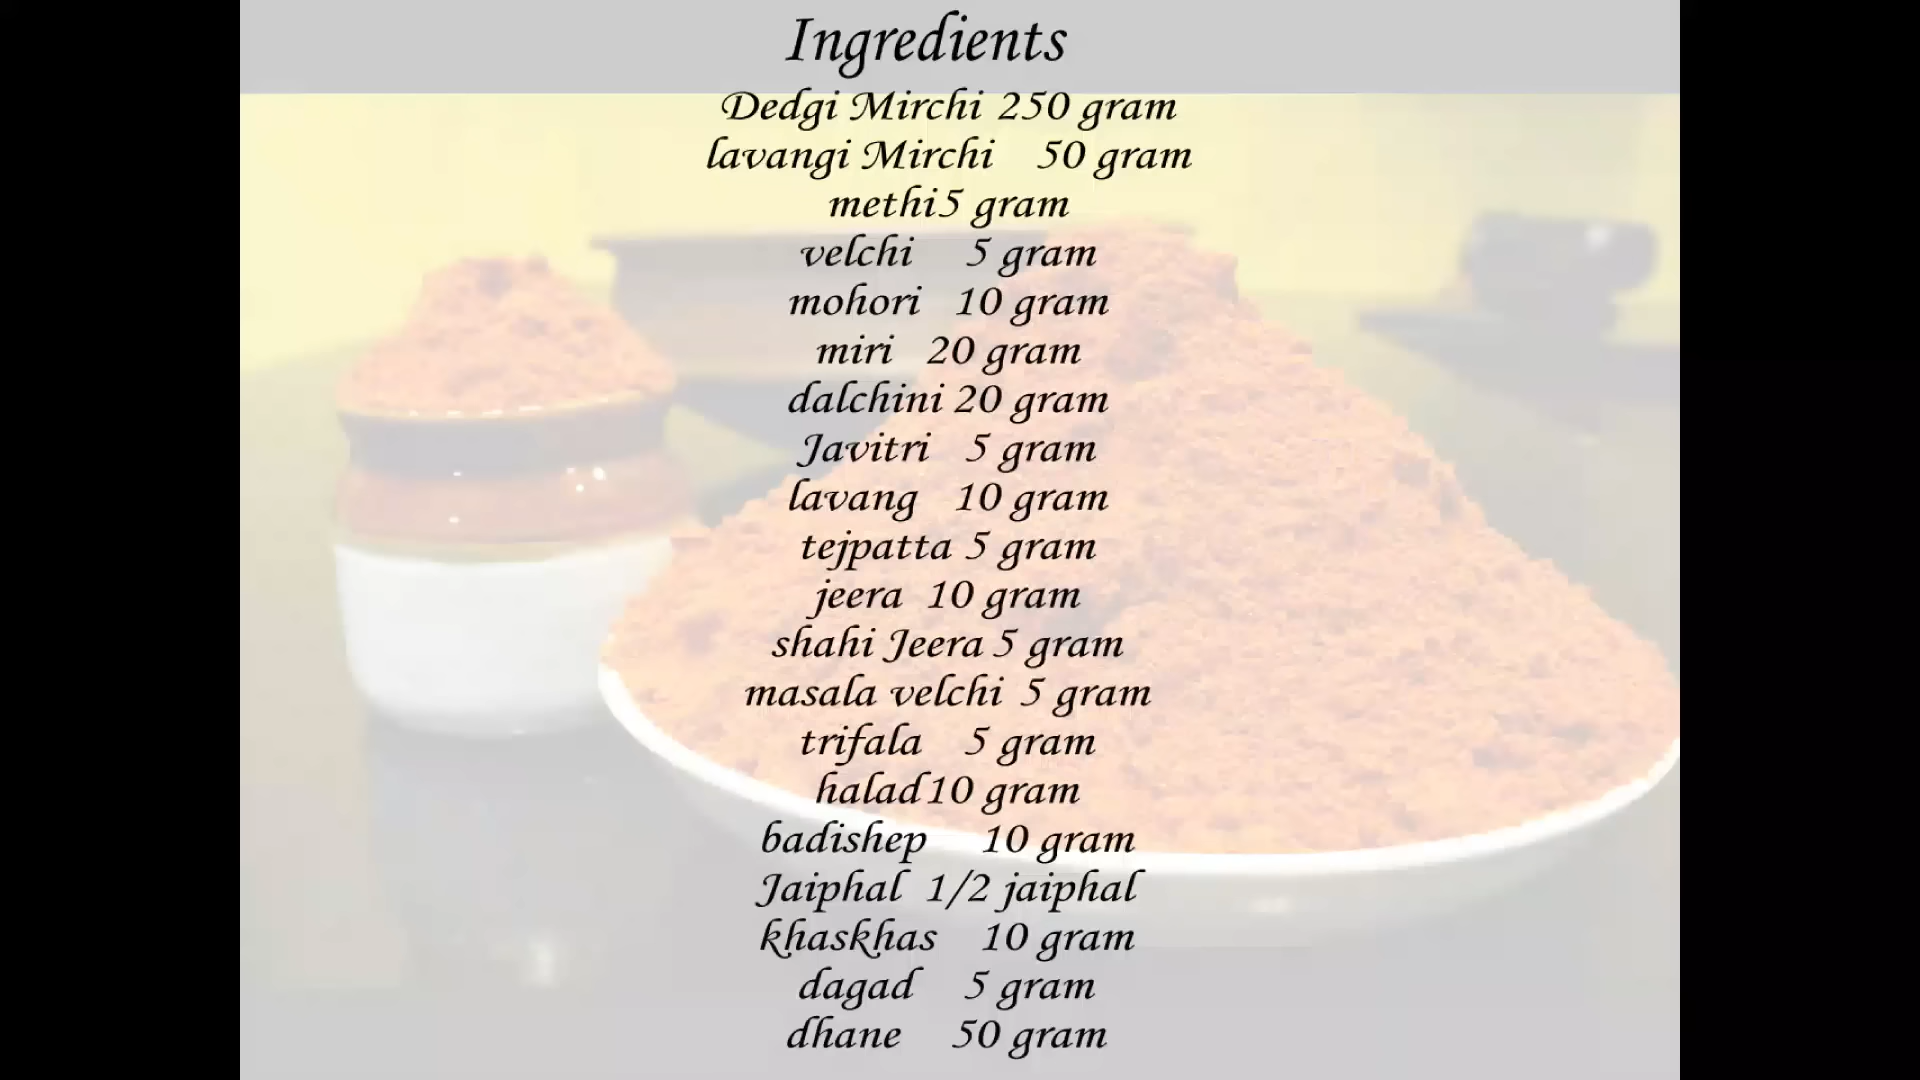 Ingredients
Dedgi Mirchi 250 gram
lavangi Mirchi 50 gram
methi5 gram
velchi 5 gram
mohori 10 gram
miri 20 gram
dalchini 20 gram
Javitri 5 gram
lavang 10 gram
tejpatta 5 gram
jeera 10 gram
shahi Jeera 5 gram
masala velchi 5 gram
trifala 5 gram
halad10 gram
badishep 10 gram
Jaiphal 1/2 jaiphal
khaskhas 10 gram
dagad 5 gram
dhane 50 gram